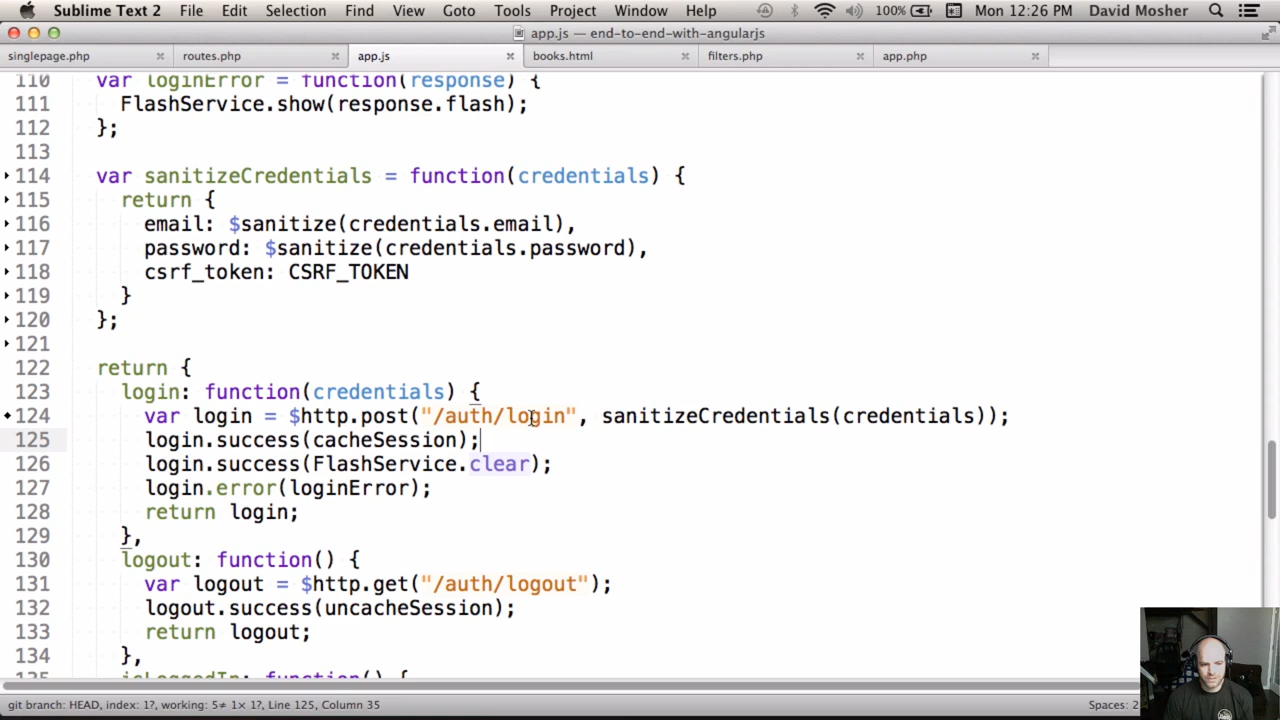 Sublime Text 2 File Edit Selection Find View Goto Tools Project Window Help 100% Mon 12:26 PM David Mosher
app.js — end-to-end-with-angularjs
singlepage.php routes.php app.js books.html filters.php app.php
110 var loginError = function(response) {
111 FlashService.show(response.flash);
112 };
113
114 var sanitizeCredentials = function(credentials) {
115 return {
116 email: $sanitize(credentials.email),
117 password: $sanitize(credentials.password),
118 csrf_token: CSRF_TOKEN
119 }
120 };
121
122 return {
123 login: function(credentials) {
124 var login = $http.post("/auth/login", sanitizeCredentials(credentials));
125 login.success(cacheSession);
126 login.success(FlashService.clear);
127 login.error(loginError);
128 return login;
129 },
130 logout: function() {
131 var logout = $http.get("/auth/logout");
132 logout.success(uncacheSession);
133 return logout;
134 },
135 isLoggedIn: function() {
git branch: HEAD, index: 1?, working: 5≠ 1× 1?, Line 125, Column 35 Spaces: 2